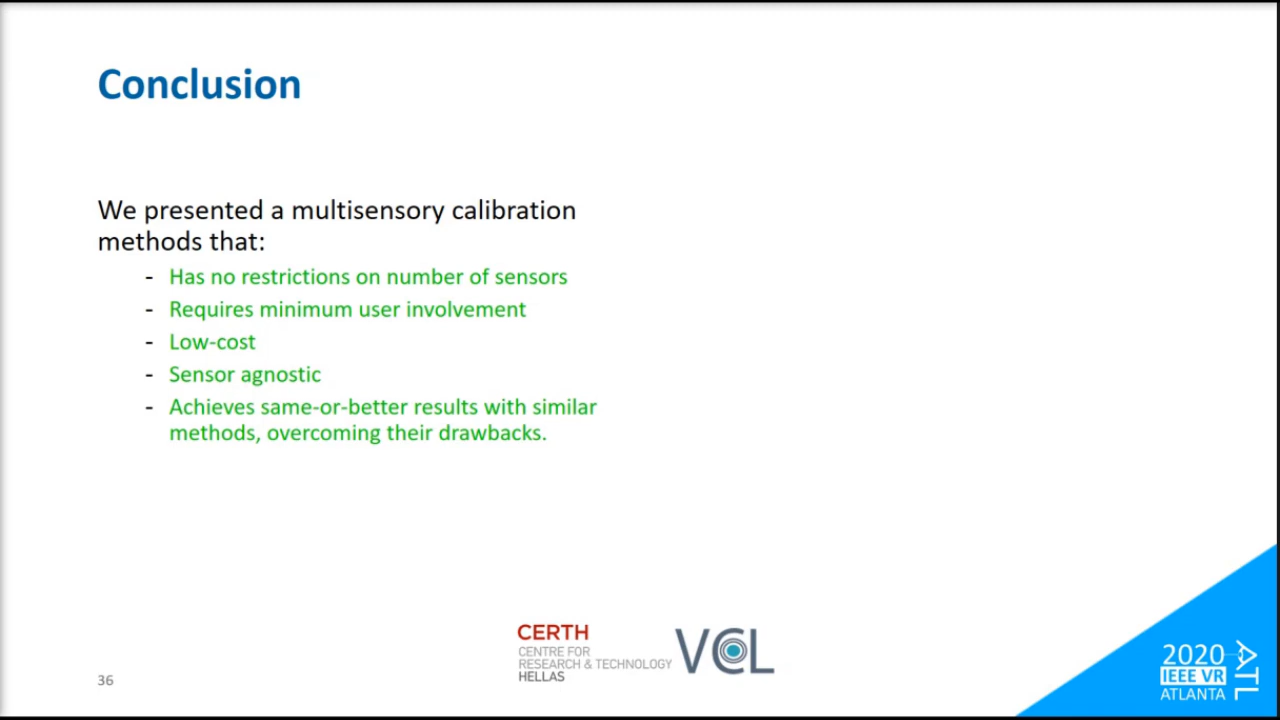 Conclusion
We presented a multisensory calibration
methods that:
- Has no restrictions on number of sensors
- Requires minimum user involvement
- Low-cost
- Sensor agnostic
- Achieves same-or-better results with similar
methods, overcoming their drawbacks.
CERTH
CENTRE FOR
RESEARCH & TECHNOLOGY
HELLAS
VCL
36
2020
IEEE VR
ATLANTA
ATL